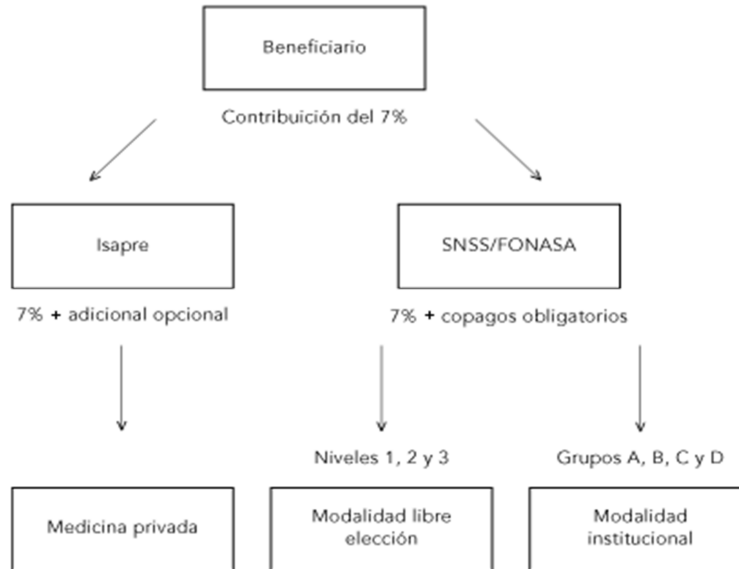 Beneficiario
Contribuición del 7%
Isapre
SNSS/FONASA
7% + adicional opcional
7% + copagos obligatorios
Niveles 1, 2 y 3
Grupos A, B, C y D
Medicina privada
Modalidad libre
elección
Modalidad
institucional